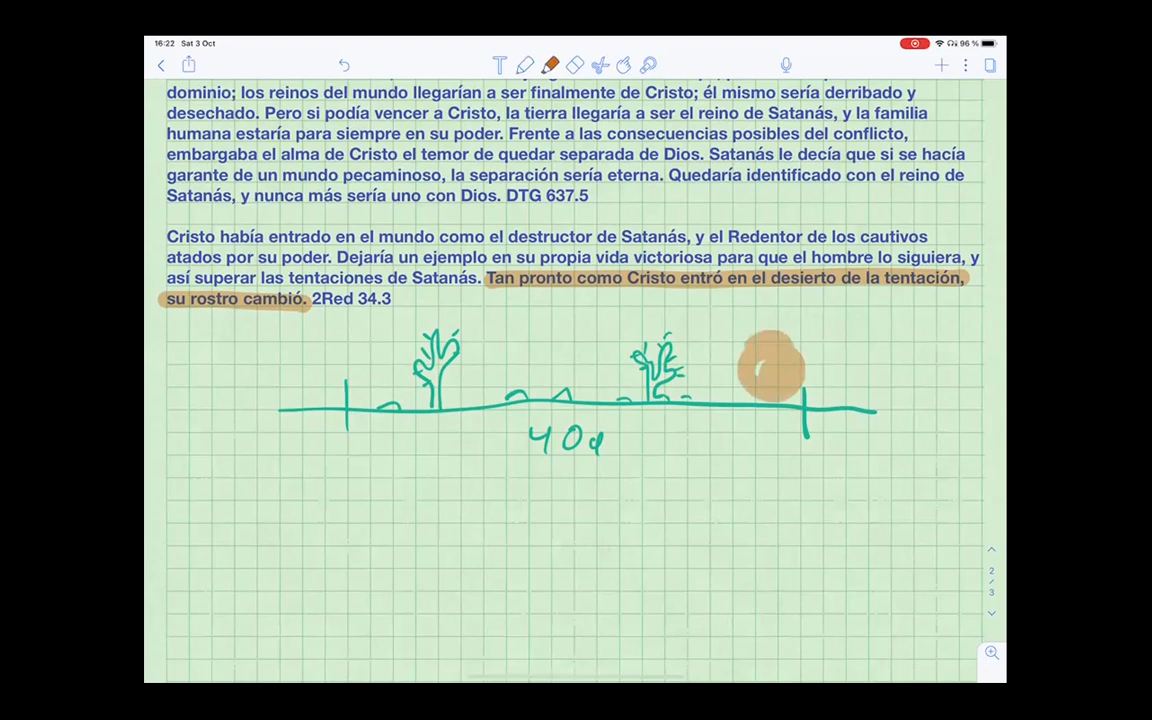 16:22 Sat 3 Oct 96 %
dominio; los reinos del mundo llegarían a ser finalmente de Cristo; él mismo sería derribado y
desechado. Pero si podía vencer a Cristo, la tierra llegaría a ser el reino de Satanás, y la familia
humana estaría para siempre en su poder. Frente a las consecuencias posibles del conflicto,
embargaba el alma de Cristo el temor de quedar separada de Dios. Satanás le decía que si se hacía
garante de un mundo pecaminoso, la separación sería eterna. Quedaría identificado con el reino de
Satanás, y nunca más sería uno con Dios. DTG 637.5
Cristo había entrado en el mundo como el destructor de Satanás, y el Redentor de los cautivos
atados por su poder. Dejaría un ejemplo en su propia vida victoriosa para que el hombre lo siguiera, y
así superar las tentaciones de Satanás. Tan pronto como Cristo entró en el desierto de la tentación,
su rostro cambió. 2Red 34.3
40d
2
/
3